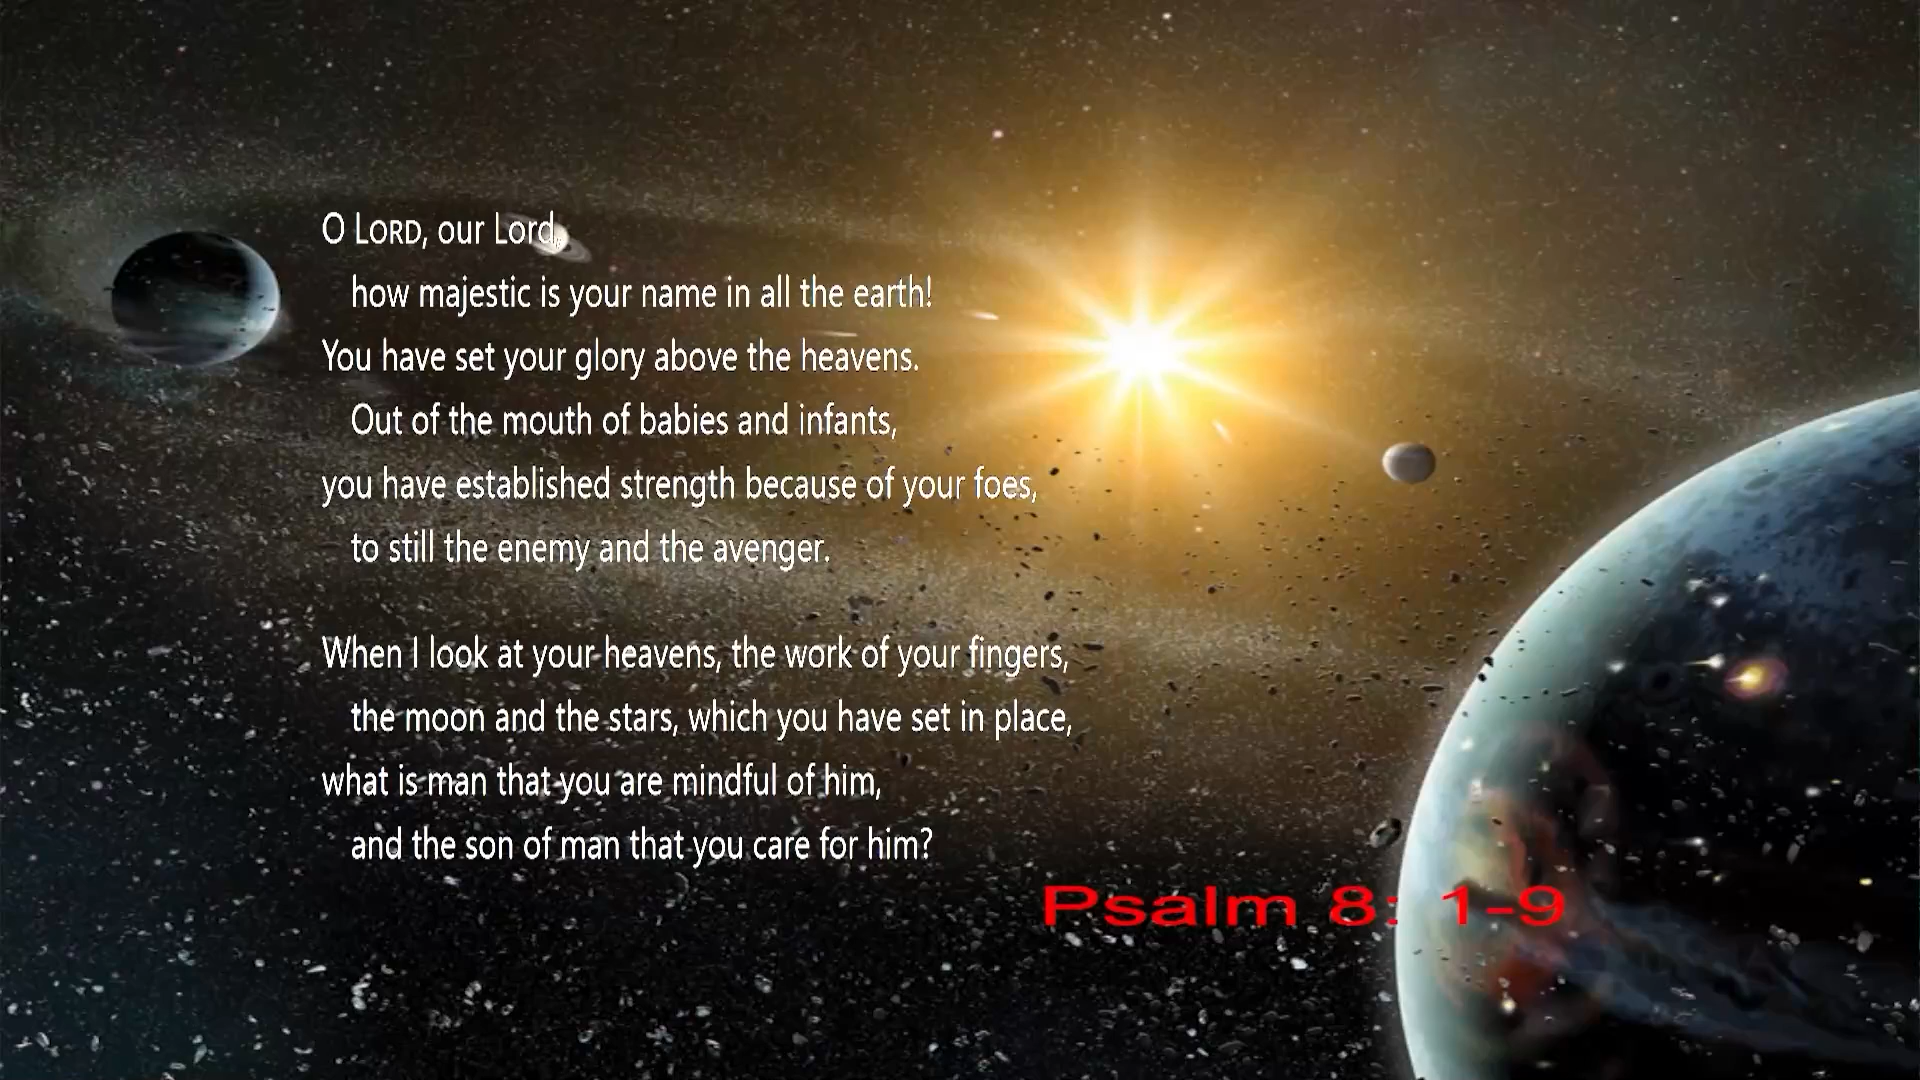 O LORD, our Lord,
how majestic is your name in all the earth!
You have set your glory above the heavens.
Out of the mouth of babies and infants,
you have established strength because of your foes,
to still the enemy and the avenger.
When I look at your heavens, the work of your fingers,
the moon and the stars, which you have set in place,
what is man that you are mindful of him,
and the son of man that you care for him?
Psalm 8: 1-9